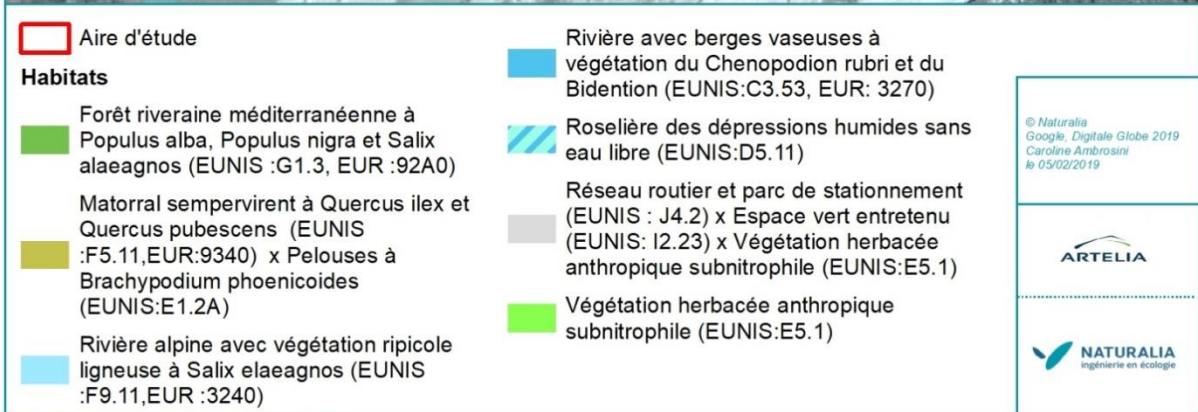 Aire d'étude
Habitats
Forêt riveraine méditerranéenne à
Populus alba, Populus nigra et Salix
alaeagnos (EUNIS :G1.3, EUR :92A0)
Matorral sempervirent à Quercus ilex et
Quercus pubescens (EUNIS
:F5.11,EUR:9340) x Pelouses à
Brachypodium phoenicoides
(EUNIS:E1.2A)
Rivière alpine avec végétation ripicole
ligneuse à Salix elaeagnos (EUNIS
:F9.11,EUR :3240)
Rivière avec berges vaseuses à
végétation du Chenopodion rubri et du
Bidention (EUNIS:C3.53, EUR: 3270)
Roselière des dépressions humides sans
eau libre (EUNIS:D5.11)
Réseau routier et parc de stationnement
(EUNIS : J4.2) x Espace vert entretenu
(EUNIS: I2.23) x Végétation herbacée
anthropique subnitrophile (EUNIS:E5.1)
Végétation herbacée anthropique
subnitrophile (EUNIS:E5.1)
© Naturalia
Google, Digitale Globe 2019
Caroline Ambrosini
le 05/02/2019
ARTELIA
NATURALIA
ingénierie en écologie